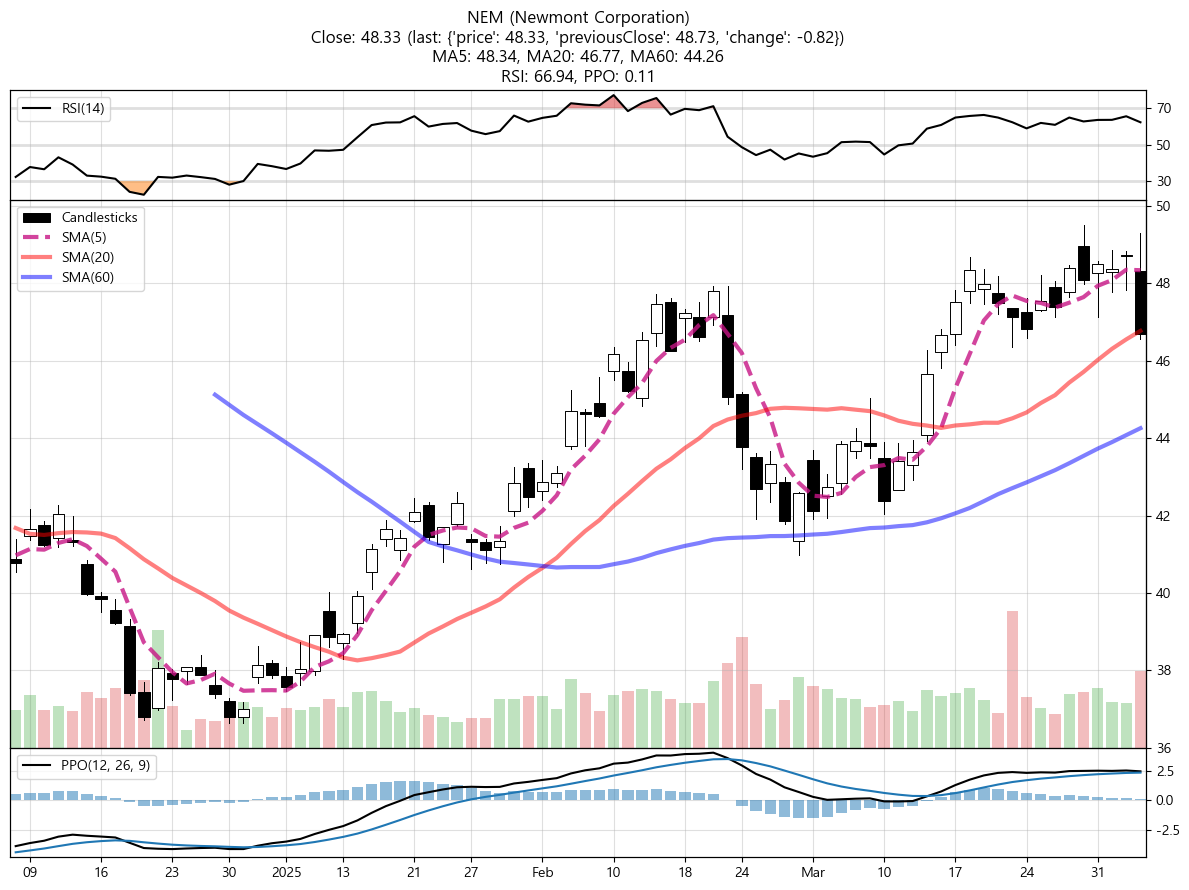 NEM (Newmont Corporation)
Close: 48.33 (last: {'price': 48.33, 'previousClose': 48.73, 'change': -0.82})
MA5: 48.34, MA20: 46.77, MA60: 44.26
RSI: 66.94, PPO: 0.11
RSI(14)
70
50
30
Candlesticks
SMA(5)
SMA(20)
SMA(60)
50
48
46
44
42
40
38
36
PPO(12, 26, 9)
2.5
0.0
−2.5
09 16 23 30 2025 13 21 27 Feb 10 18 24 Mar 10 17 24 31